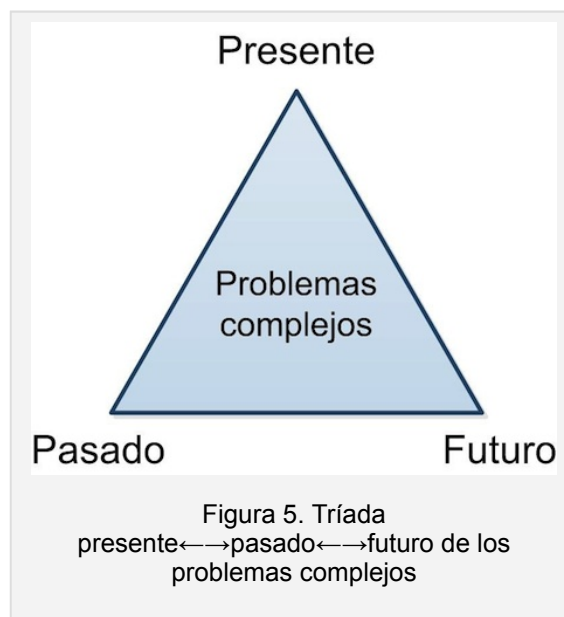 Presente
Problemas
complejos
Pasado
Futuro
Figura 5. Tríada
presente←→pasado←→futuro de los
problemas complejos